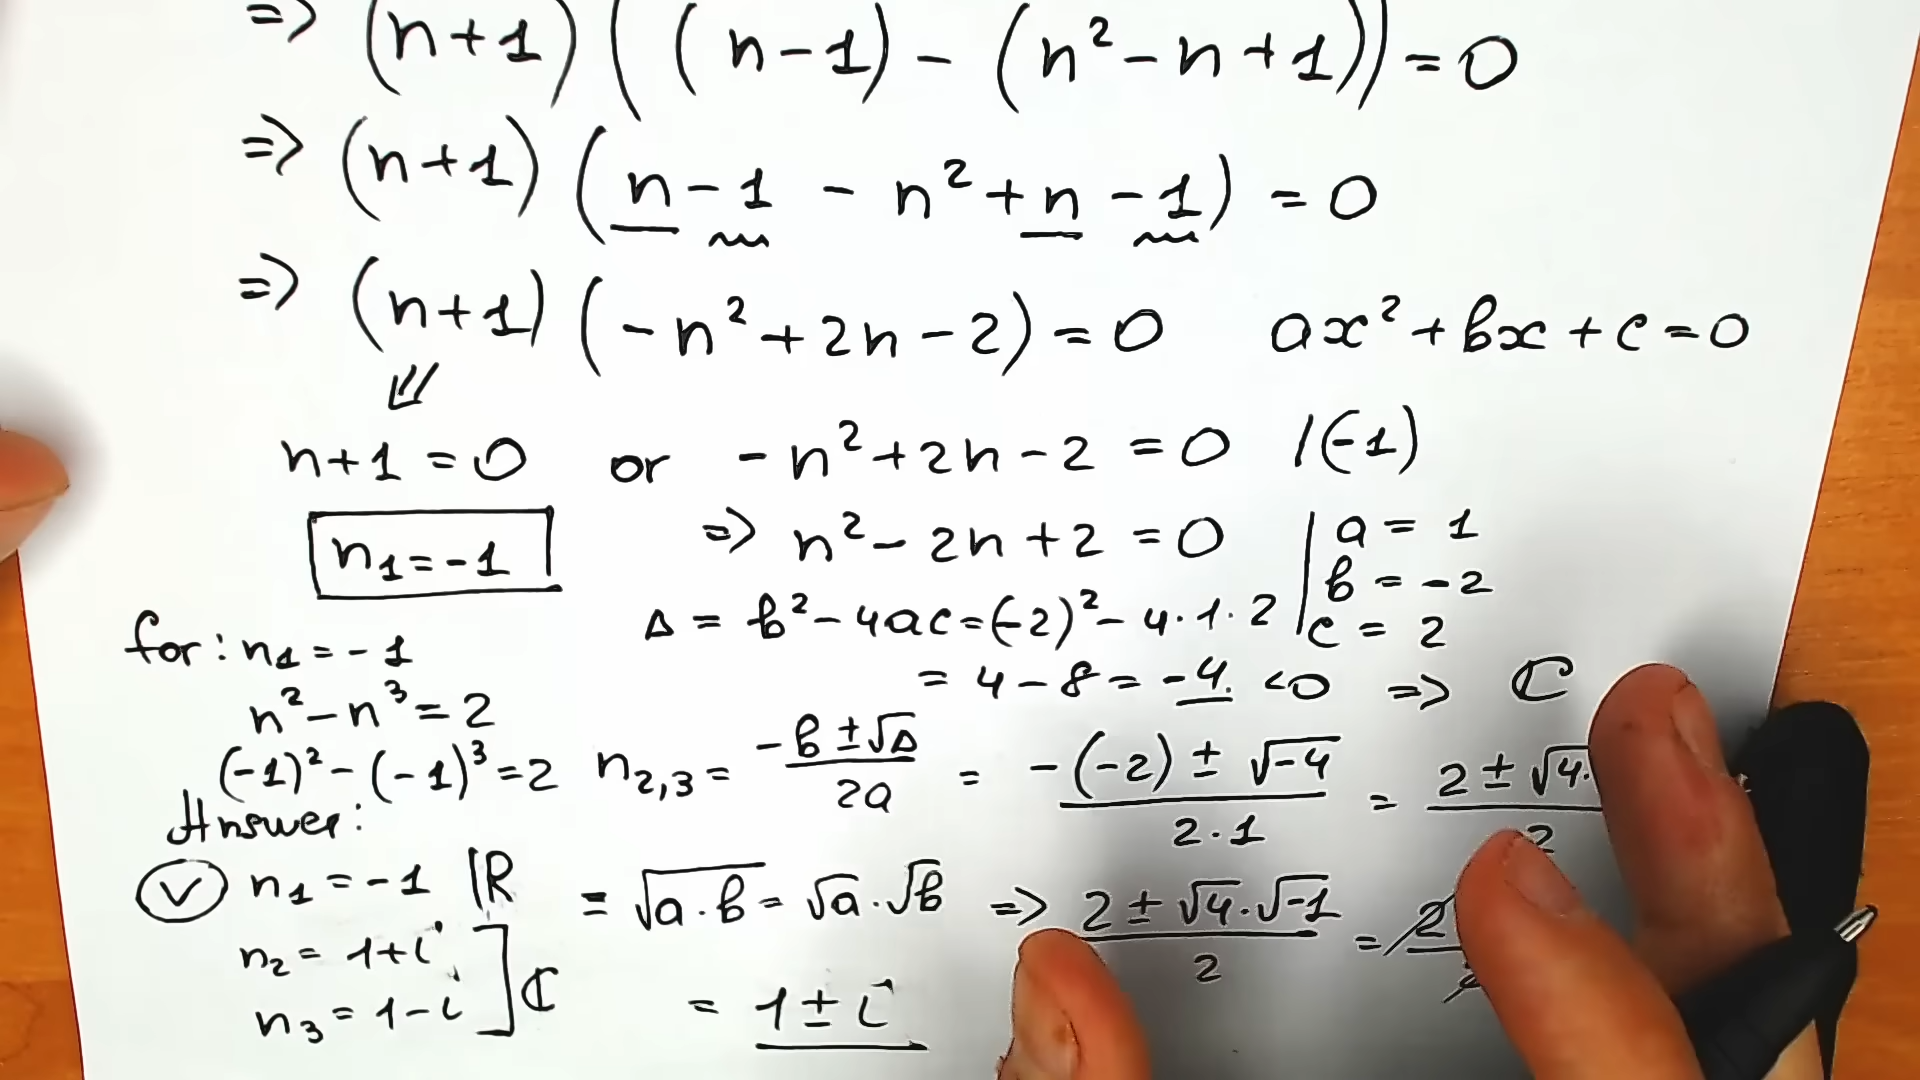 => (n+1)((n-1) - (n²-n+1)) = 0
=> (n+1)(n-1 - n²+n-1) = 0
=> (n+1)(-n²+2n-2) = 0 ax²+bx+c=0
n+1=0 or -n²+2n-2 = 0 /(-1)
n₁=-1
=> n²-2n+2 = 0
a = 1
b = -2
c = 2
Δ = b²-4ac=(-2)²-4·1·2
= 4-8=-4 <0 => ℂ
for: n₁=-1
n²-n³=2
(-1)²-(-1)³=2
n₂,₃ = (-b±√Δ)/(2a) = (-(-2)±√-4)/(2·1) = (2±√4·)/2
Answer:
√ n₁=-1 ℝ
n₂=1+i
n₃=1-i ] ℂ
= √a·b = √a·√b => (2±√4·√-1)/2 = 2
= 1±i